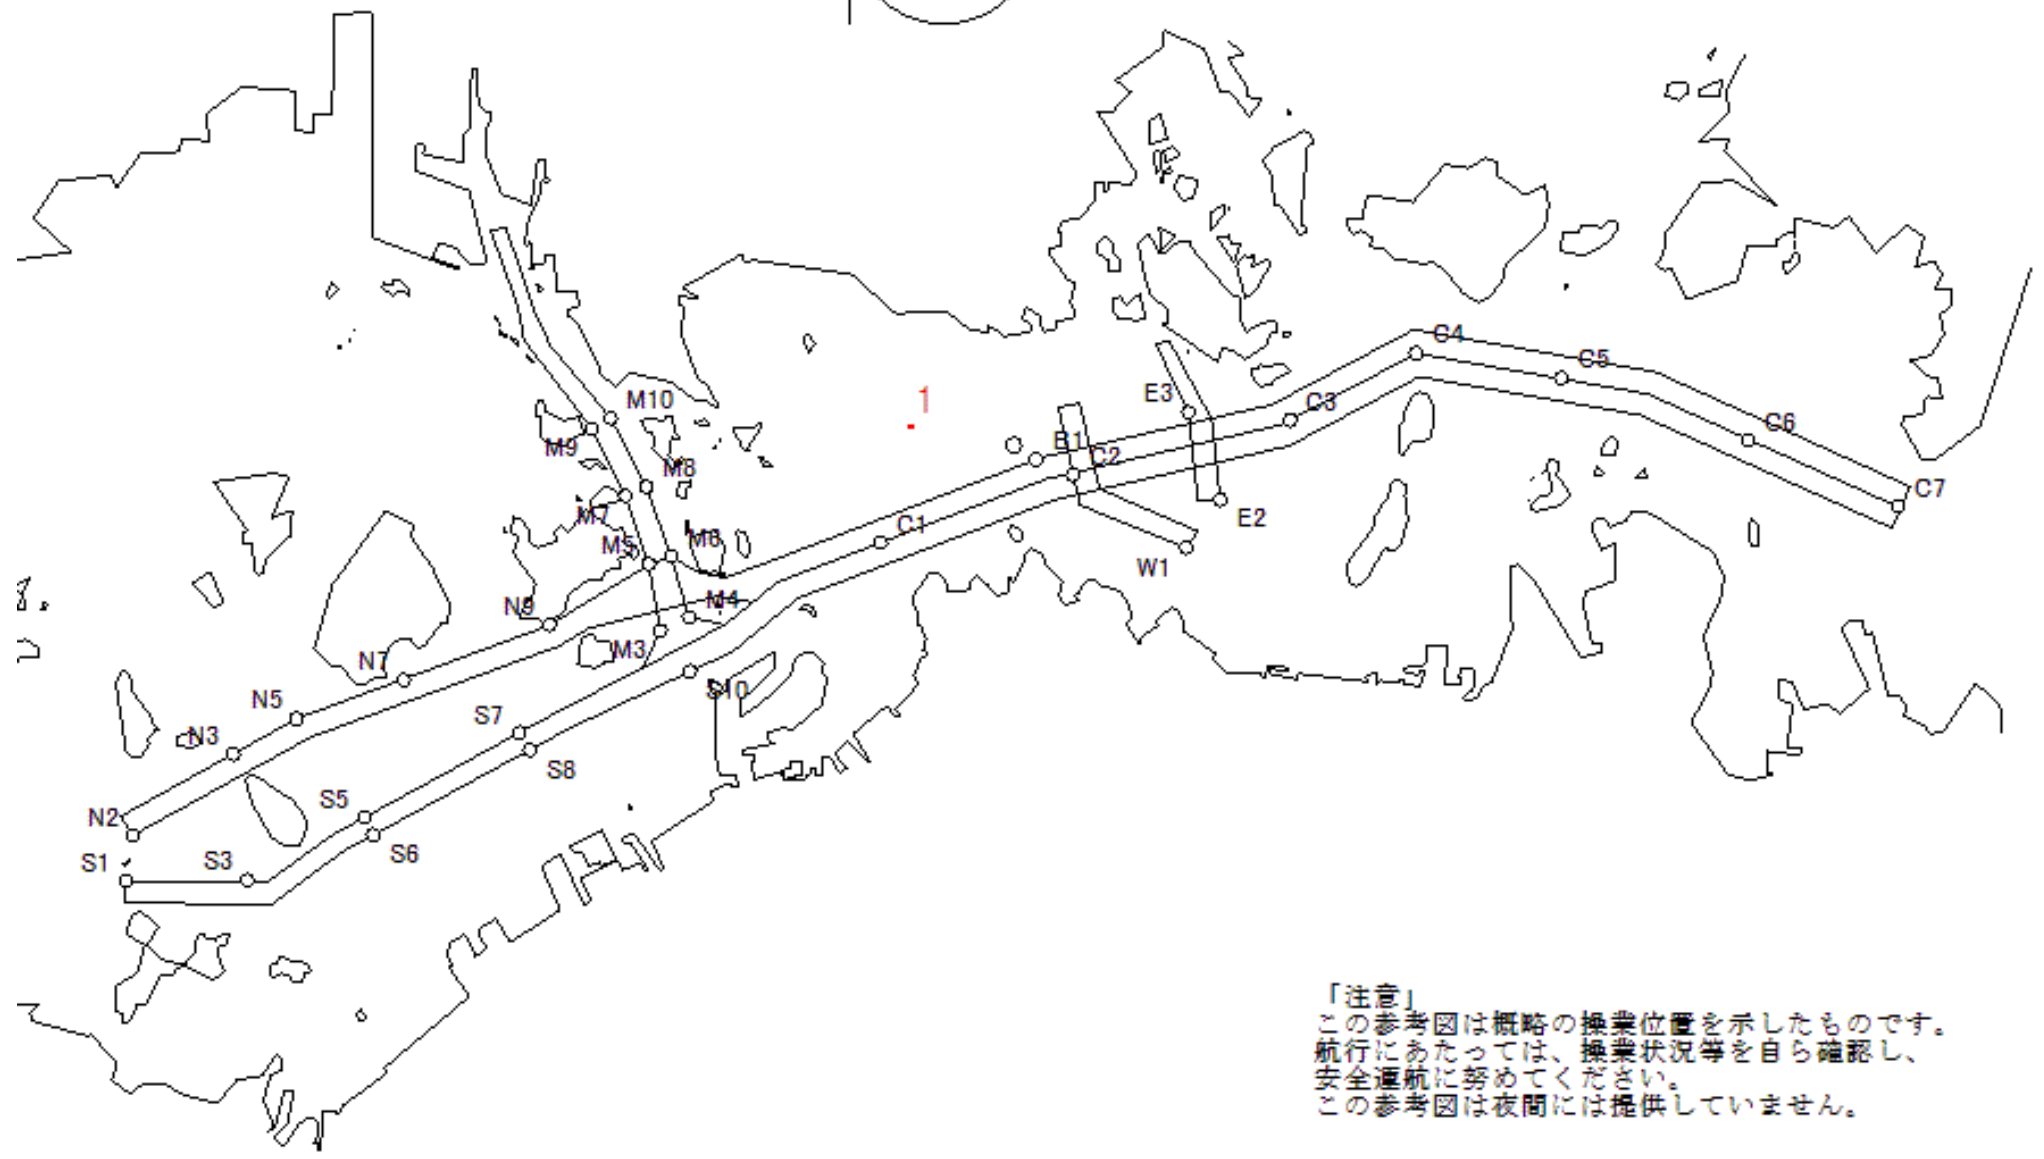 C4
C5
1
M10
E3
C3
C6
M9
B1
M8
C2
C7
M7
E2
C1
M5
M6
W1
N9
M4
M3
N7
S10
N5
S7
N3
S8
S5
N2
S6
S1
S3
「注意」
この参考図は概略の操業位置を示したものです。
航行にあたっては、操業状況等を自ら確認し、
安全運航に努めてください。
この参考図は夜間には提供していません。